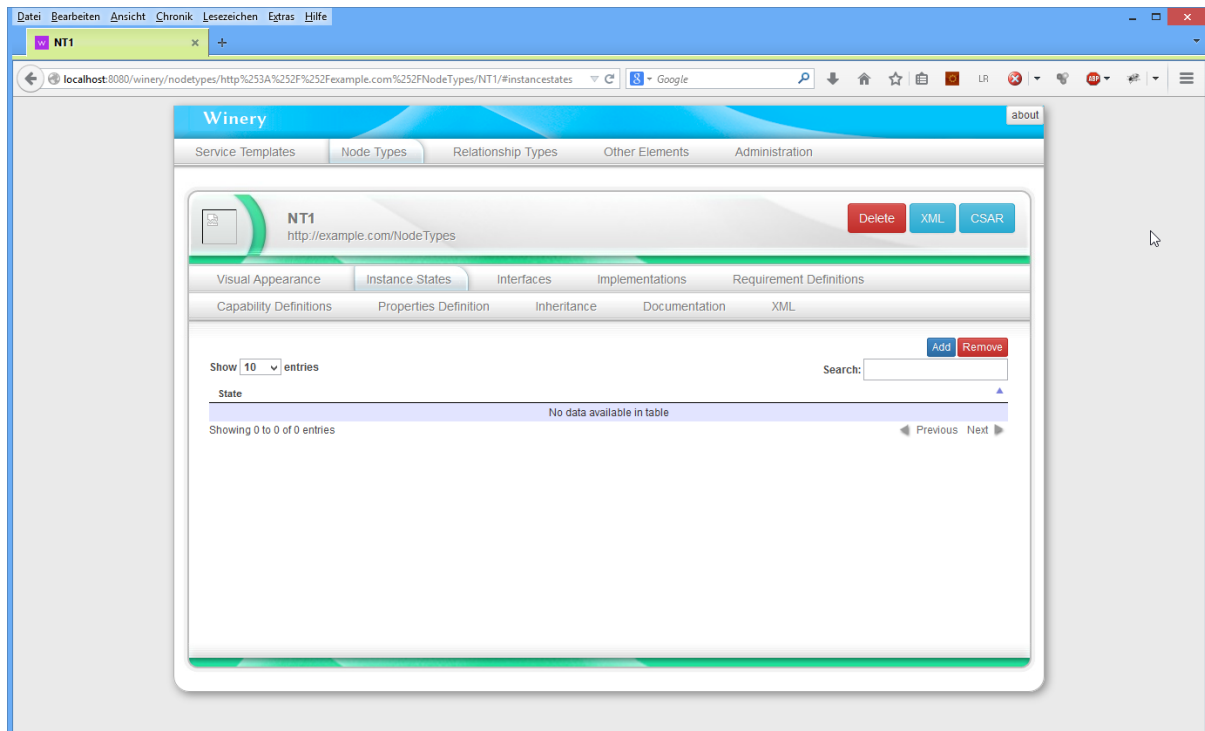 Datei Bearbeiten Ansicht Chronik Lesezeichen Extras Hilfe
w NT1 × +
localhost:8080/winery/nodetypes/http%253A%252F%252Fexample.com%252FNodeTypes/NT1/#instancestates 8 Google LR ABP
Winery about
Service Templates Node Types Relationship Types Other Elements Administration
NT1 Delete XML CSAR
http://example.com/NodeTypes
Visual Appearance Instance States Interfaces Implementations Requirement Definitions
Capability Definitions Properties Definition Inheritance Documentation XML
Add Remove
Show 10 entries Search:
State
No data available in table
Showing 0 to 0 of 0 entries Previous Next